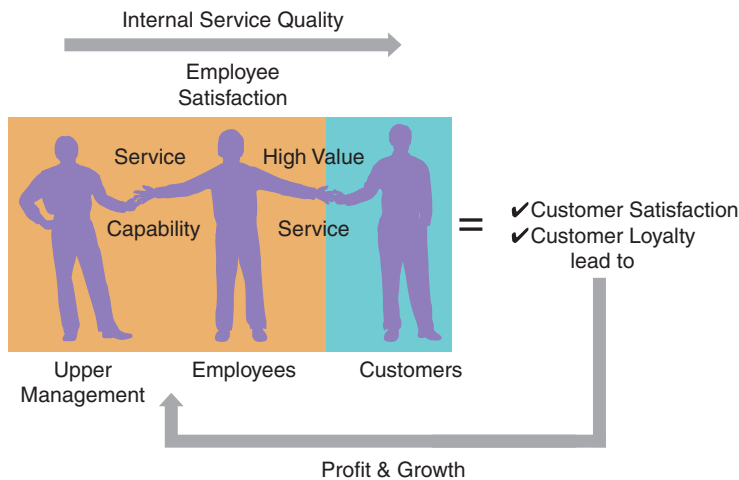 Internal Service Quality
Employee
Satisfaction
Service
High Value
Capability
Service
=
✔Customer Satisfaction
✔Customer Loyalty
lead to
Upper
Management
Employees
Customers
Profit & Growth